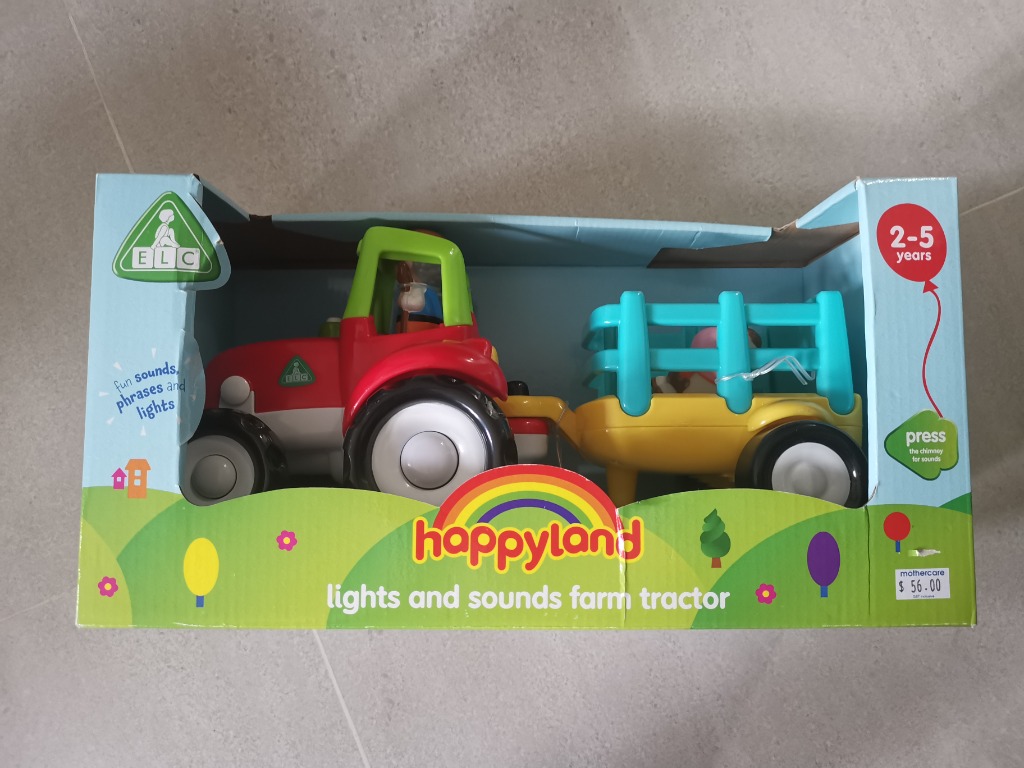 ELC
2-5
years
fun sounds,
phrases and
lights
ELC
press
the chimney
for sounds
happyland
lights and sounds farm tractor
mothercare
$ 56.00